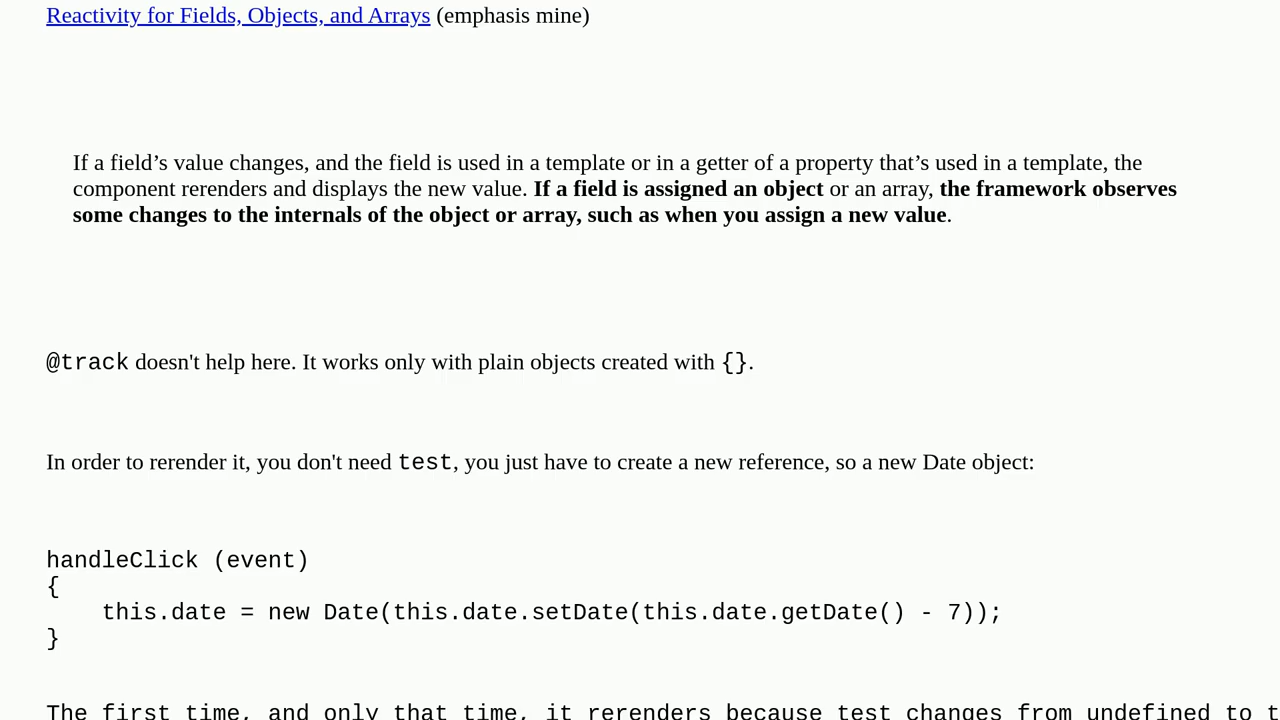 Reactivity for Fields, Objects, and Arrays (emphasis mine)
If a field’s value changes, and the field is used in a template or in a getter of a property that’s used in a template, the
component rerenders and displays the new value. If a field is assigned an object or an array, the framework observes
some changes to the internals of the object or array, such as when you assign a new value.
@track doesn't help here. It works only with plain objects created with {}.
In order to rerender it, you don't need test, you just have to create a new reference, so a new Date object:
handleClick (event)
{
    this.date = new Date(this.date.setDate(this.date.getDate() - 7));
}
The first time, and only that time, it rerenders because test changes from undefined to t